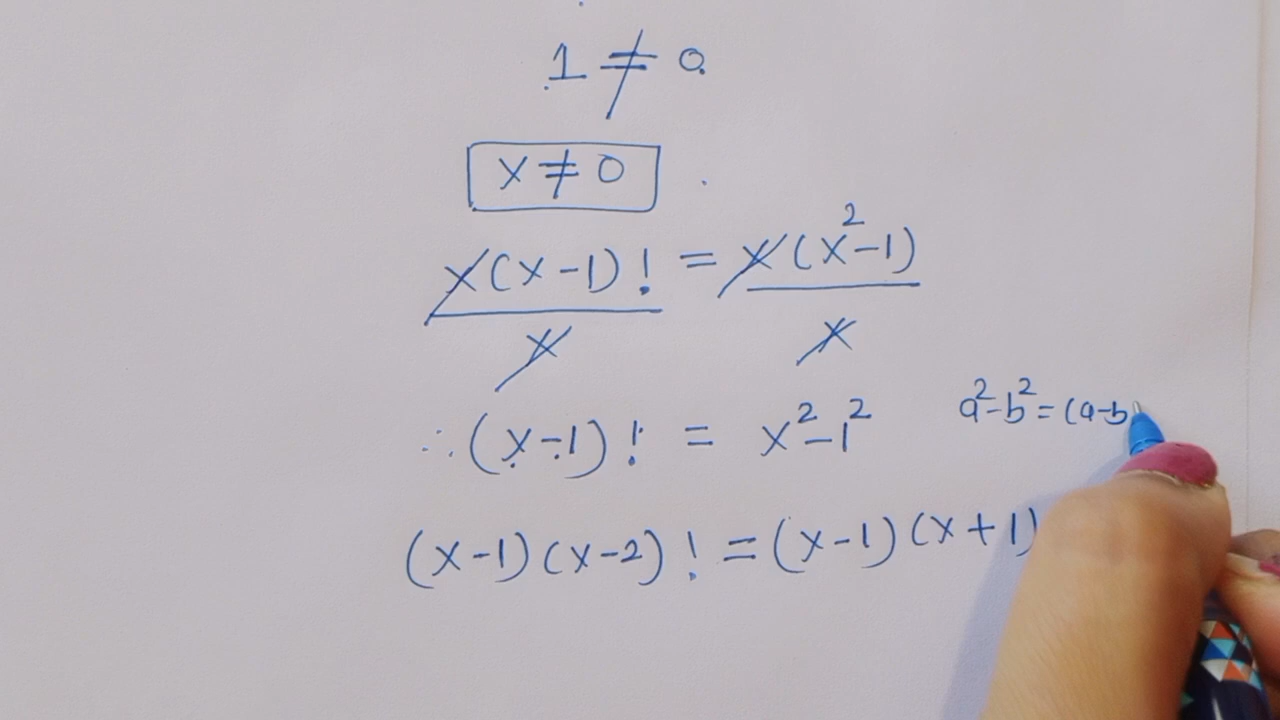 1 ≠ 0
x ≠ 0
x(x-1)! = x(x²-1)
x x
∴ (x-1)! = x²-1²
a²-b² = (a-b)
(x-1)(x-2)! = (x-1)(x+1)